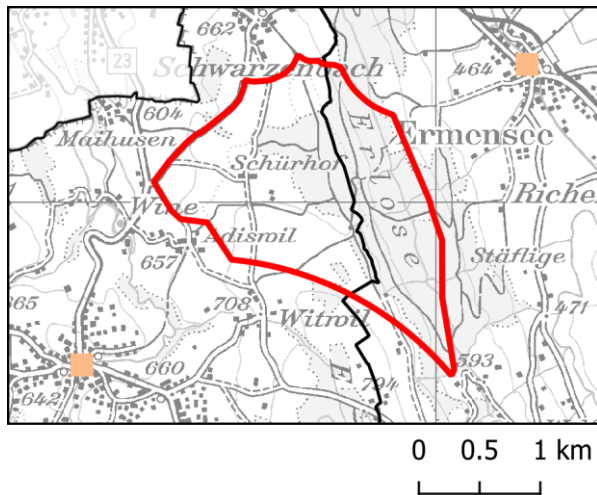 662
23
Schwarzenbach
464
604
Maihusen
Ermensee
Erlose
Schürhof
Richen
Wine
Adiswil
657
Stäflige
708
665
471
Witwil
593
660
794
642
0 0.5 1 km